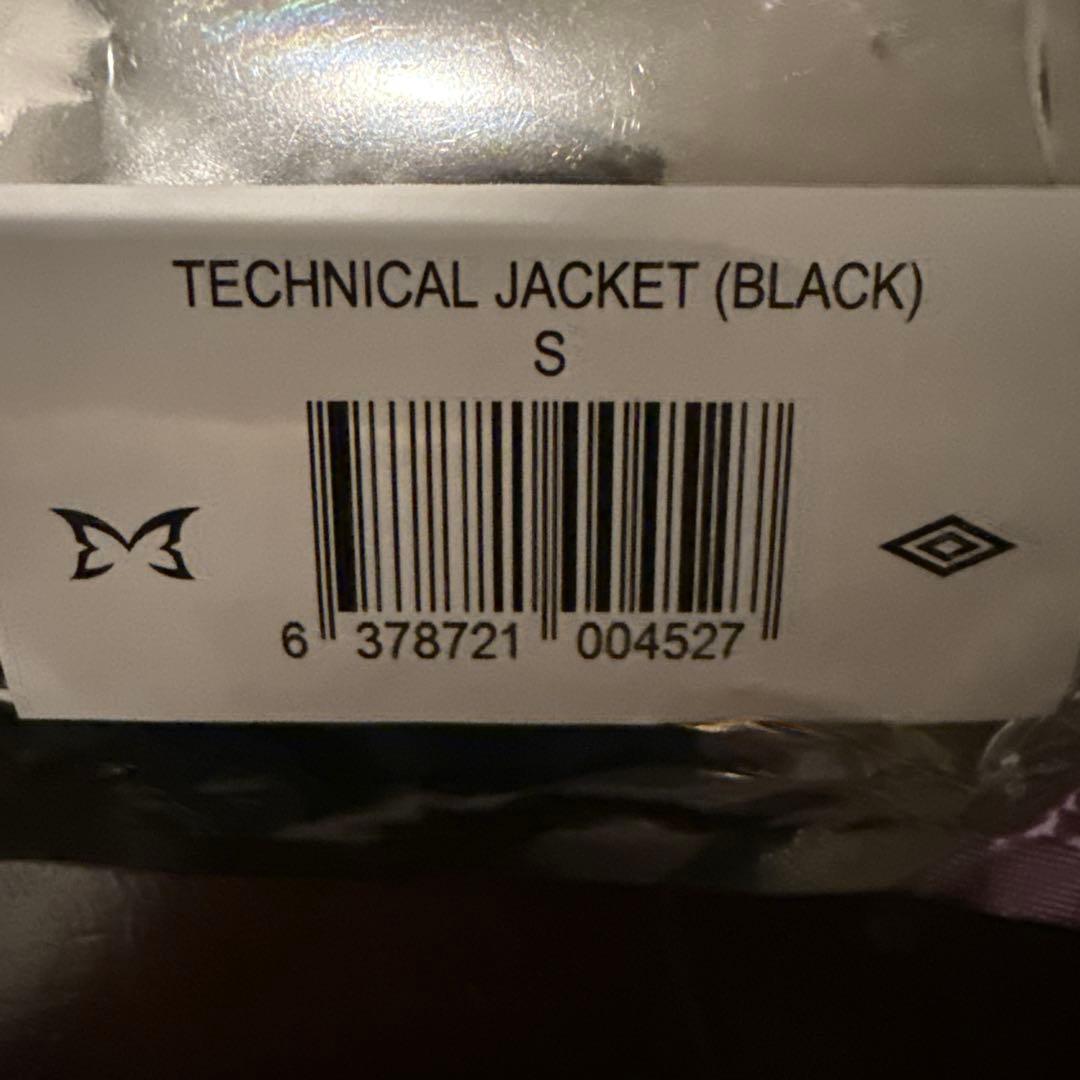 TECHNICAL JACKET (BLACK)
S
6 378721 004527